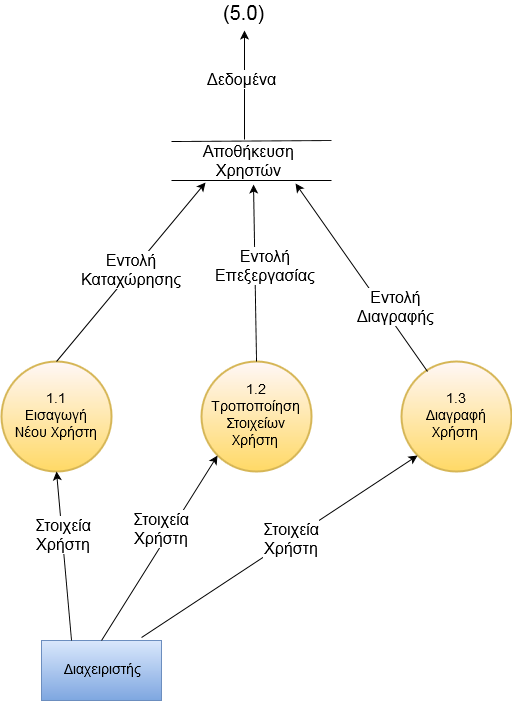 (5.0)
Δεδομένα
Αποθήκευση
Χρηστών
Εντολή
Καταχώρησης
Εντολή
Επεξεργασίας
Εντολή
Διαγραφής
1.1
Εισαγωγή
Νέου Χρήστη
1.2
Τροποποίηση
Στοιχείων
Χρήστη
1.3
Διαγραφή
Χρήστη
Στοιχεία
Χρήστη
Στοιχεία
Χρήστη
Στοιχεία
Χρήστη
Διαχειριστής